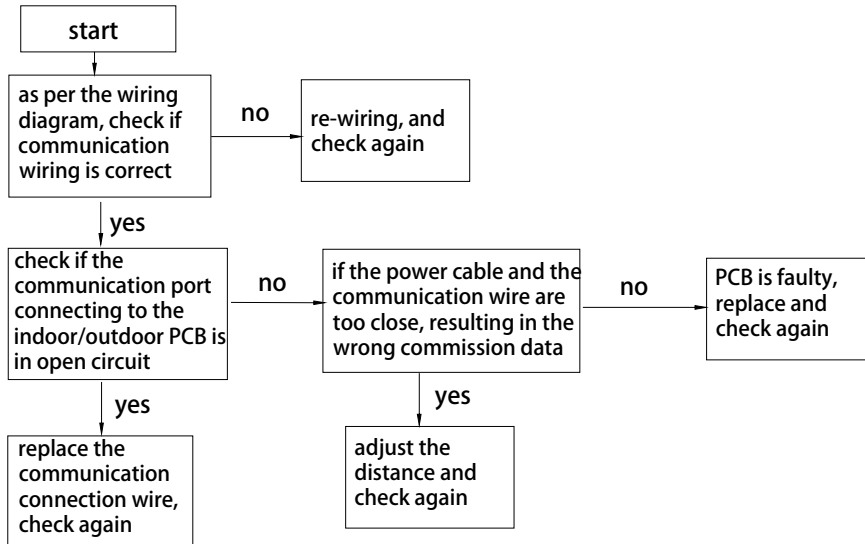 start
as per the wiring
diagram, check if
communication
wiring is correct
no
re-wiring, and
check again
yes
check if the
communication port
connecting to the
indoor/outdoor PCB is
in open circuit
no
if the power cable and the
communication wire are
too close, resulting in the
wrong commission data
no
PCB is faulty,
replace and
check again
yes
replace the
communication
connection wire,
check again
yes
adjust the
distance and
check again